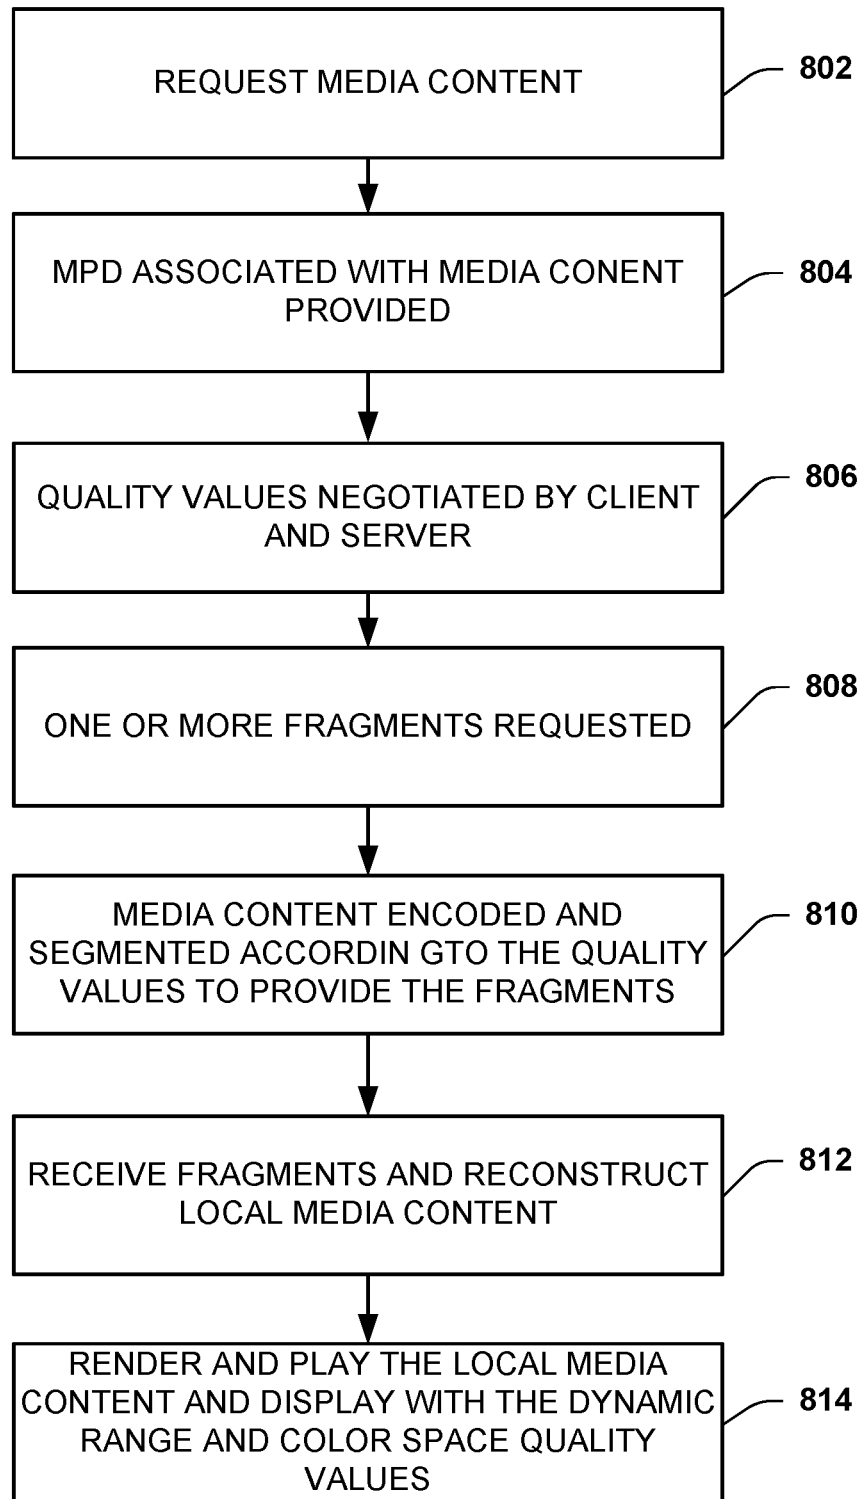 REQUEST MEDIA CONTENT
802
MPD ASSOCIATED WITH MEDIA CONENT
PROVIDED
804
QUALITY VALUES NEGOTIATED BY CLIENT
AND SERVER
806
ONE OR MORE FRAGMENTS REQUESTED
808
MEDIA CONTENT ENCODED AND
SEGMENTED ACCORDIN GTO THE QUALITY
VALUES TO PROVIDE THE FRAGMENTS
810
RECEIVE FRAGMENTS AND RECONSTRUCT
LOCAL MEDIA CONTENT
812
RENDER AND PLAY THE LOCAL MEDIA
CONTENT AND DISPLAY WITH THE DYNAMIC
RANGE AND COLOR SPACE QUALITY
VALUES
814